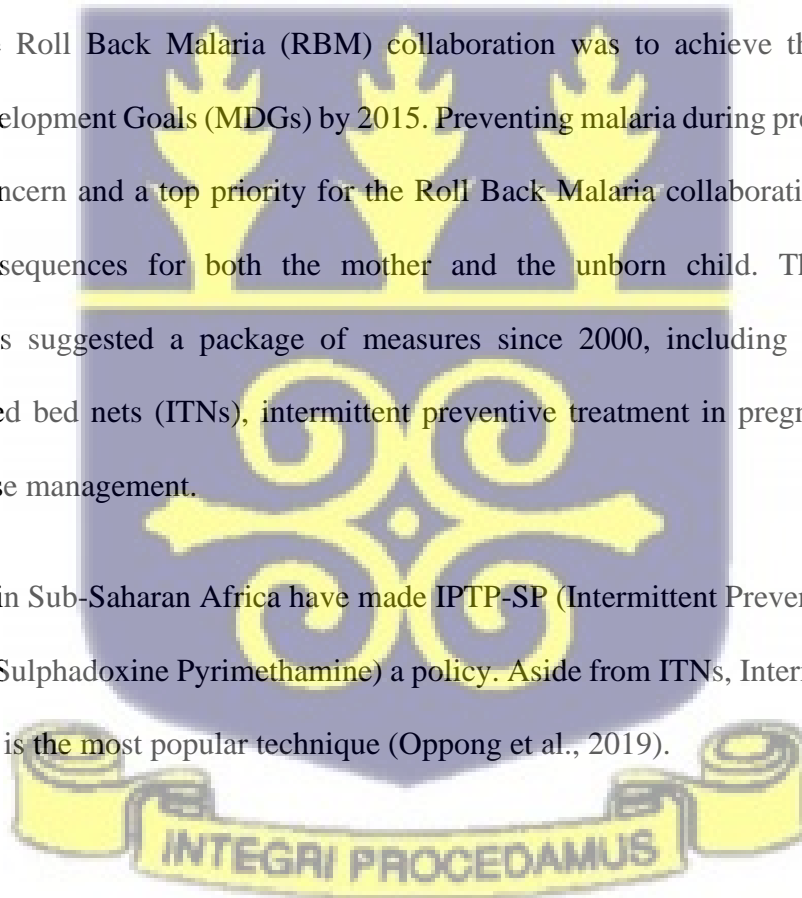 Roll Back Malaria (RBM) collaboration was to achieve th
elopment Goals (MDGs) by 2015. Preventing malaria during pr
ncern and a top priority for the Roll Back Malaria collaborati
sequences for both the mother and the unborn child. Th
s suggested a package of measures since 2000, including
ed bed nets (ITNs), intermittent preventive treatment in pregn
se management.
in Sub-Saharan Africa have made IPTP-SP (Intermittent Preven
Sulphadoxine Pyrimethamine) a policy. Aside from ITNs, Inter
is the most popular technique (Oppong et al., 2019).
INTEGRI PROCEDAMUS